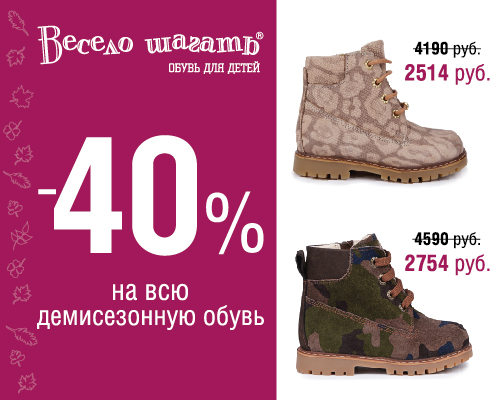 Весело шагать®
ОБУВЬ ДЛЯ ДЕТЕЙ
-40%
на всю
демисезонную обувь
4190 руб.
2514 руб.
4590 руб.
2754 руб.